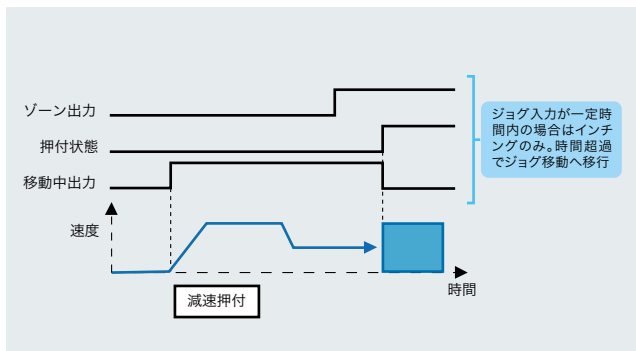 ゾーン出力
ジョグ入力が一定時
間内の場合はインチ
ングのみ。時間超過
でジョグ移動へ移行
押付状態
移動中出力
速度
時間
減速押付